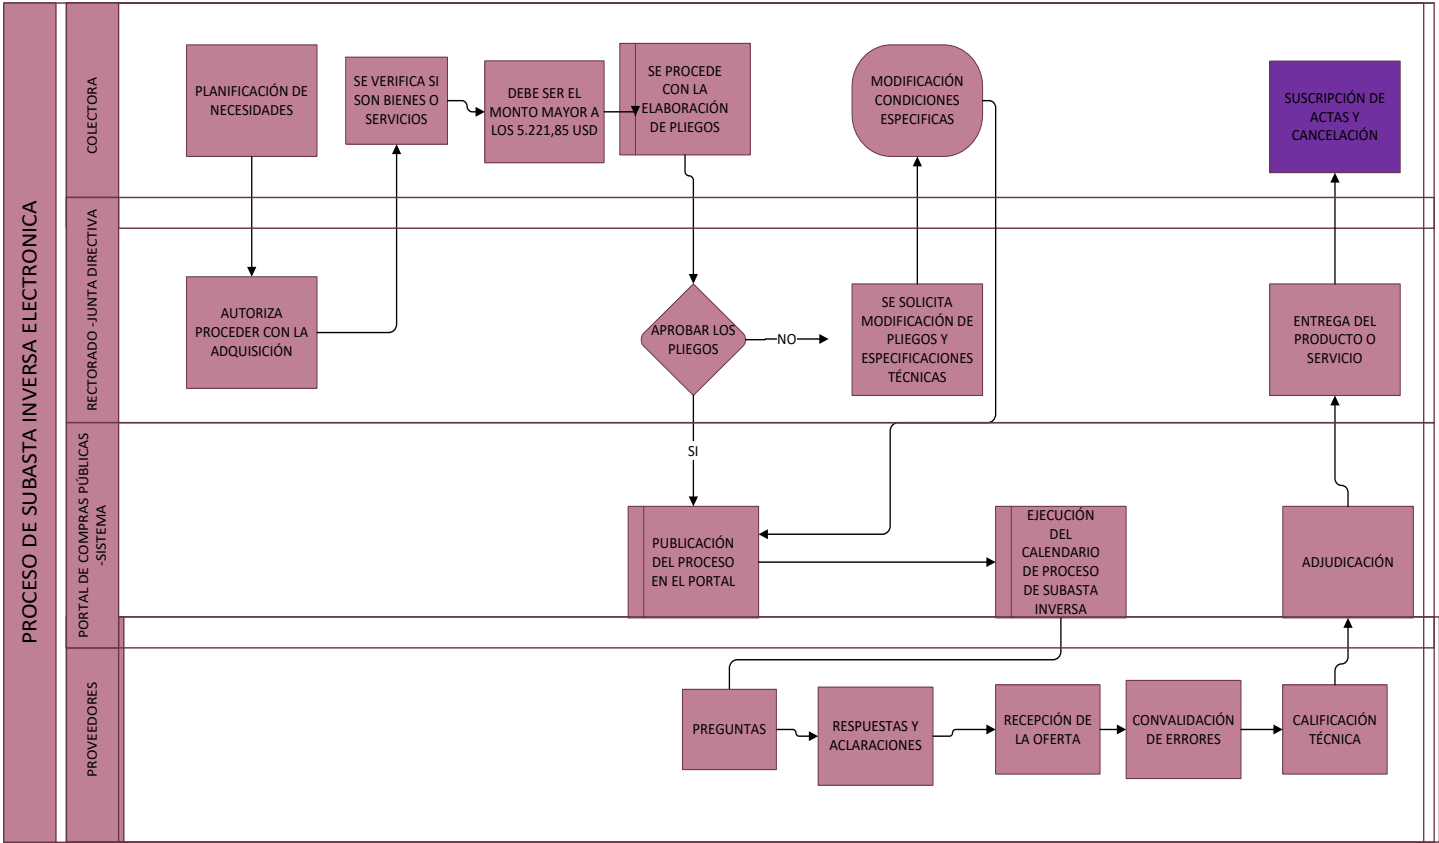 PROCESO DE SUBASTA INVERSA ELECTRONICA
COLECTORA
PLANIFICACIÓN DE
NECESIDADES
SE VERIFICA SI
SON BIENES O
SERVICIOS
DEBE SER EL
MONTO MAYOR A
LOS 5.221,85 USD
SE PROCEDE
CON LA
ELABORACIÓN
DE PLIEGOS
MODIFICACIÓN
CONDICIONES
ESPECIFICAS
SUSCRIPCIÓN DE
ACTAS Y
CANCELACIÓN
RECTORADO -JUNTA DIRECTIVA
AUTORIZA
PROCEDER CON LA
ADQUISICIÓN
APROBAR LOS
PLIEGOS
NO
SE SOLICITA
MODIFICACIÓN DE
PLIEGOS Y
ESPECIFICACIONES
TÉCNICAS
ENTREGA DEL
PRODUCTO O
SERVICIO
SI
PORTAL DE COMPRAS PÚBLICAS
-SISTEMA
PUBLICACIÓN
DEL PROCESO
EN EL PORTAL
EJECUCIÓN
DEL
CALENDARIO
DE PROCESO
DE SUBASTA
INVERSA
ADJUDICACIÓN
PROVEEDORES
PREGUNTAS
RESPUESTAS Y
ACLARACIONES
RECEPCIÓN DE
LA OFERTA
CONVALIDACIÓN
DE ERRORES
CALIFICACIÓN
TÉCNICA